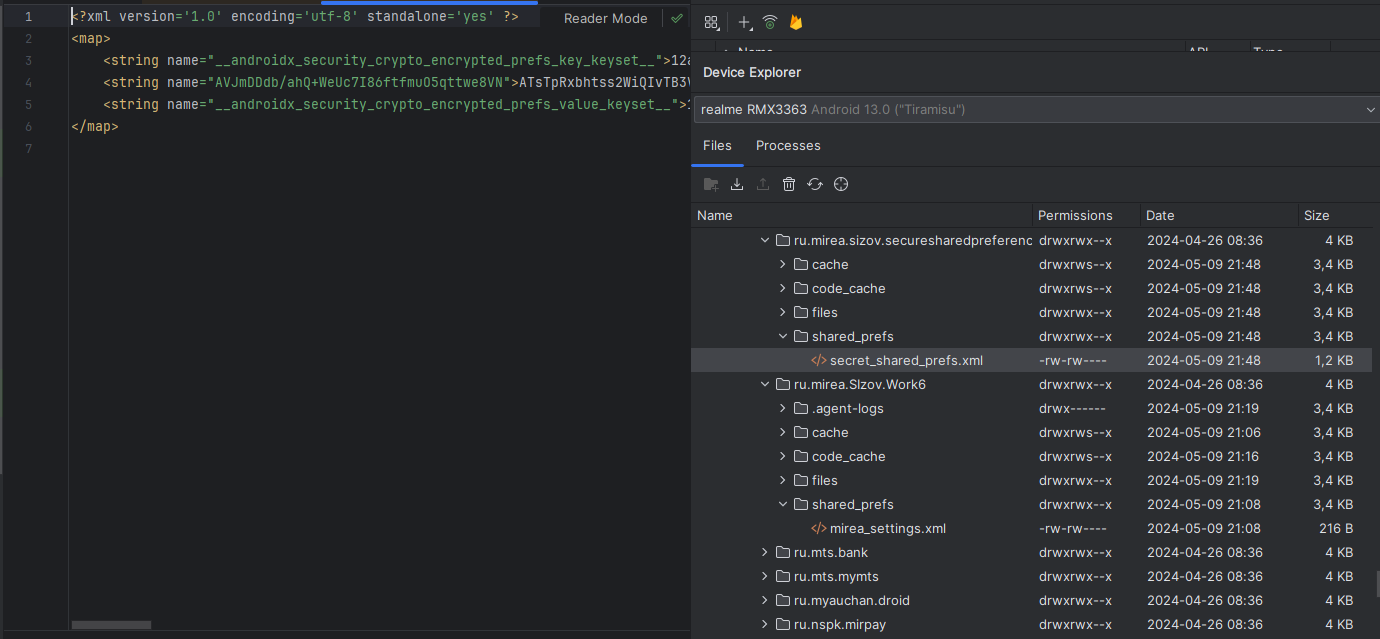 1 <?xml version='1.0' encoding='utf-8' standalone='yes' ?>
Reader Mode
2 <map>
3 <string name="__androidx_security_crypto_encrypted_prefs_key_keyset__">12a
4 <string name="AVJmDDdb/ahQ+WeUc7I86ftfmuO5qttwe8VN">ATsTpRxbhtss2WiQIvTB3V
5 <string name="__androidx_security_crypto_encrypted_prefs_value_keyset__">1
6 </map>
7
Device Explorer
realme RMX3363 Android 13.0 ("Tiramisu")
Files Processes
Name Permissions Date Size
ru.mirea.sizov.securesharedpreferenc drwxrwx--x 2024-04-26 08:36 4 KB
cache drwxrws--x 2024-05-09 21:48 3,4 KB
code_cache drwxrws--x 2024-05-09 21:48 3,4 KB
files drwxrwx--x 2024-05-09 21:48 3,4 KB
shared_prefs drwxrwx--x 2024-05-09 21:48 3,4 KB
secret_shared_prefs.xml -rw-rw---- 2024-05-09 21:48 1,2 KB
ru.mirea.SIzov.Work6 drwxrwx--x 2024-04-26 08:36 4 KB
.agent-logs drwx------ 2024-05-09 21:19 3,4 KB
cache drwxrws--x 2024-05-09 21:06 3,4 KB
code_cache drwxrws--x 2024-05-09 21:16 3,4 KB
files drwxrwx--x 2024-05-09 21:19 3,4 KB
shared_prefs drwxrwx--x 2024-05-09 21:08 3,4 KB
mirea_settings.xml -rw-rw---- 2024-05-09 21:08 216 B
ru.mts.bank drwxrwx--x 2024-04-26 08:36 4 KB
ru.mts.mymts drwxrwx--x 2024-04-26 08:36 4 KB
ru.myauchan.droid drwxrwx--x 2024-04-26 08:36 4 KB
ru.nspk.mirpay drwxrwx--x 2024-04-26 08:36 4 KB